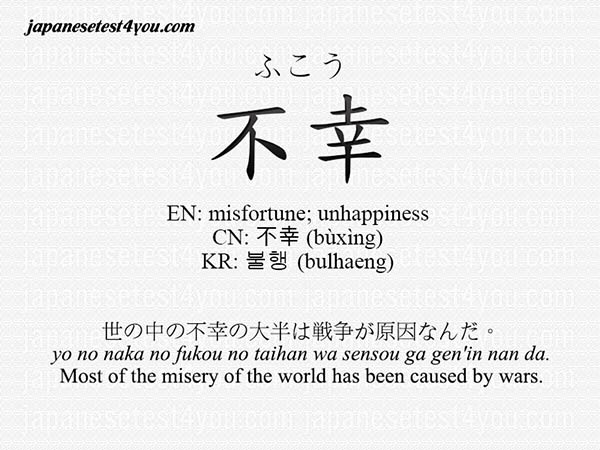 japanesetest4you.com
ふこう
不幸
EN: misfortune; unhappiness
CN: 不幸 (bùxìng)
KR: 불행 (bulhaeng)
世の中の不幸の大半は戦争が原因なんだ。
yo no naka no fukou no taihan wa sensou ga gen'in nan da.
Most of the misery of the world has been caused by wars.